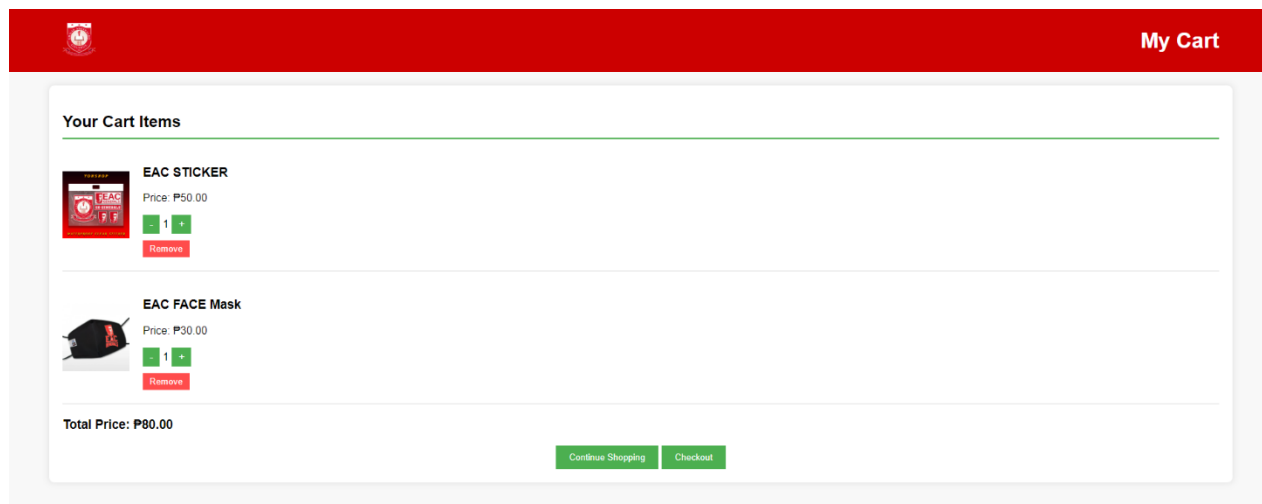 My Cart
Your Cart Items
EAC STICKER
Price: ₱50.00
- 1 +
Remove
EAC
EAC FACE Mask
Price: ₱30.00
- 1 +
Remove
Total Price: ₱80.00
Continue Shopping
Checkout